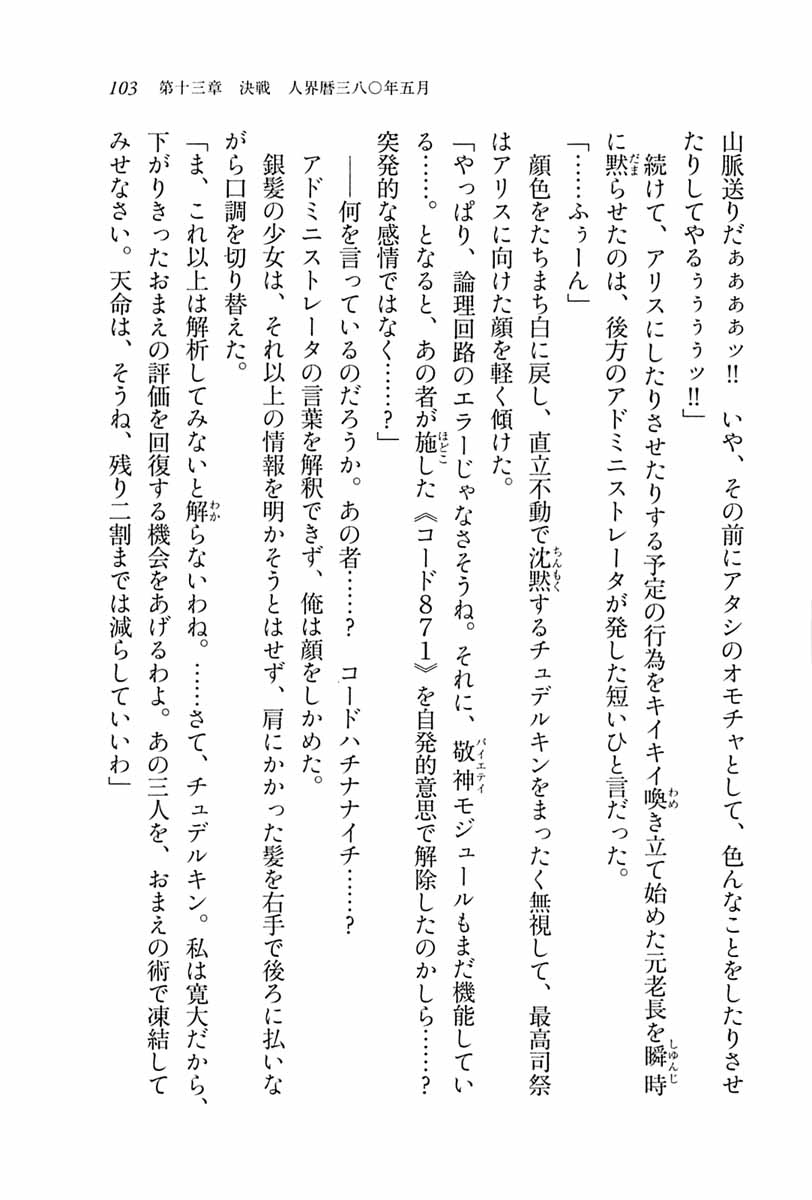 103　第十三章　決戦　人界暦三八〇年五月
山脈送りだぁぁぁぁッ!!　いや、その前にアタシのオモチャとして、色んなことをしたりさせ
たりしてやるぅぅぅぅッ!!」
　続けて、アリスにしたりさせたりする予定の行為をキイキイ喚き立て始めた元老長を瞬時
に黙らせたのは、後方のアドミニストレータが発した短いひと言だった。
「……ふぅーん」
　顔色をたちまち白に戻し、直立不動で沈黙するチュデルキンをまったく無視して、最高司祭
はアリスに向けた顔を軽く傾けた。
「やっぱり、論理回路のエラーじゃなさそうね。それに、敬神モジュールもまだ機能してい
る……。となると、あの者が施した《コード８７１》を自発的意思で解除したのかしら……?
突発的な感情ではなく……?」
　――何を言っているのだろうか。あの者……?　コードハチナナイチ……?
　アドミニストレータの言葉を解釈できず、俺は顔をしかめた。
　銀髪の少女は、それ以上の情報を明かそうとはせず、肩にかかった髪を右手で後ろに払いな
がら口調を切り替えた。
「ま、これ以上は解析してみないと解らないわね。……さて、チュデルキン。私は寛大だから、
下がりきったおまえの評価を回復する機会をあげるわよ。あの三人を、おまえの術で凍結して
みせなさい。天命は、そうね、残り二割までは減らしていいわ」